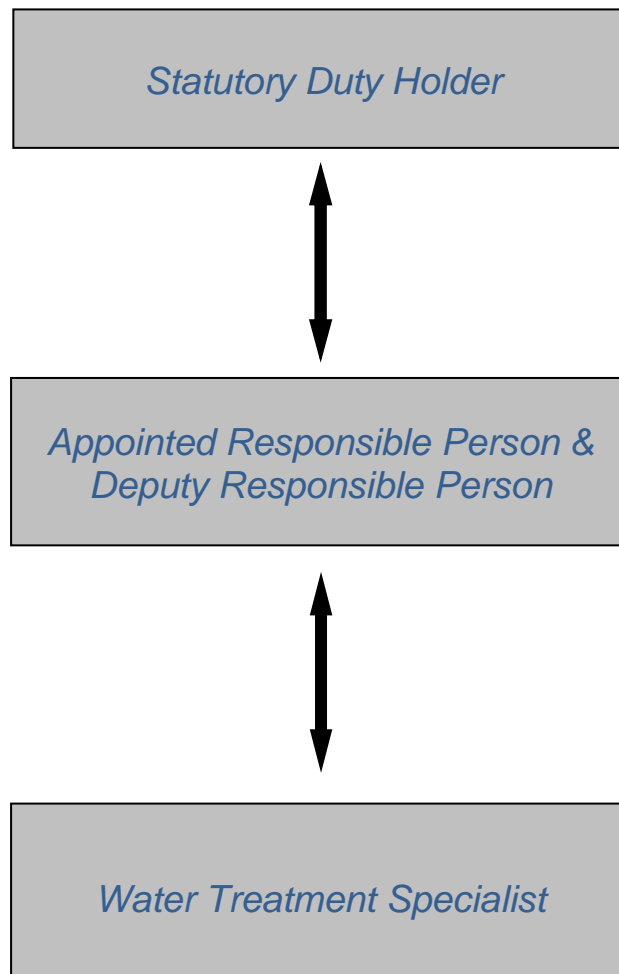 Statutory Duty Holder
Appointed Responsible Person &
Deputy Responsible Person
Water Treatment Specialist